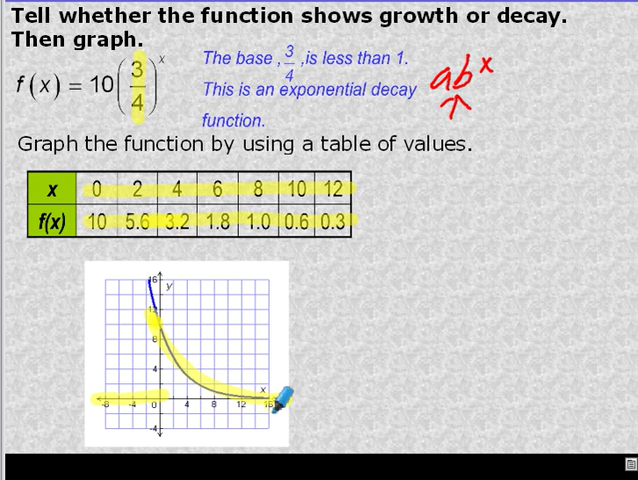 Tell whether the function shows growth or decay.
Then graph.
f(x) = 10(3/4)^x
The base , 3/4 ,is less than 1.
This is an exponential decay
function.
ab^x
Graph the function by using a table of values.
x 0 2 4 6 8 10 12
f(x) 10 5.6 3.2 1.8 1.0 0.6 0.3
16
y
12
8
4
x
-8 -4 0 4 8 12 16
-4